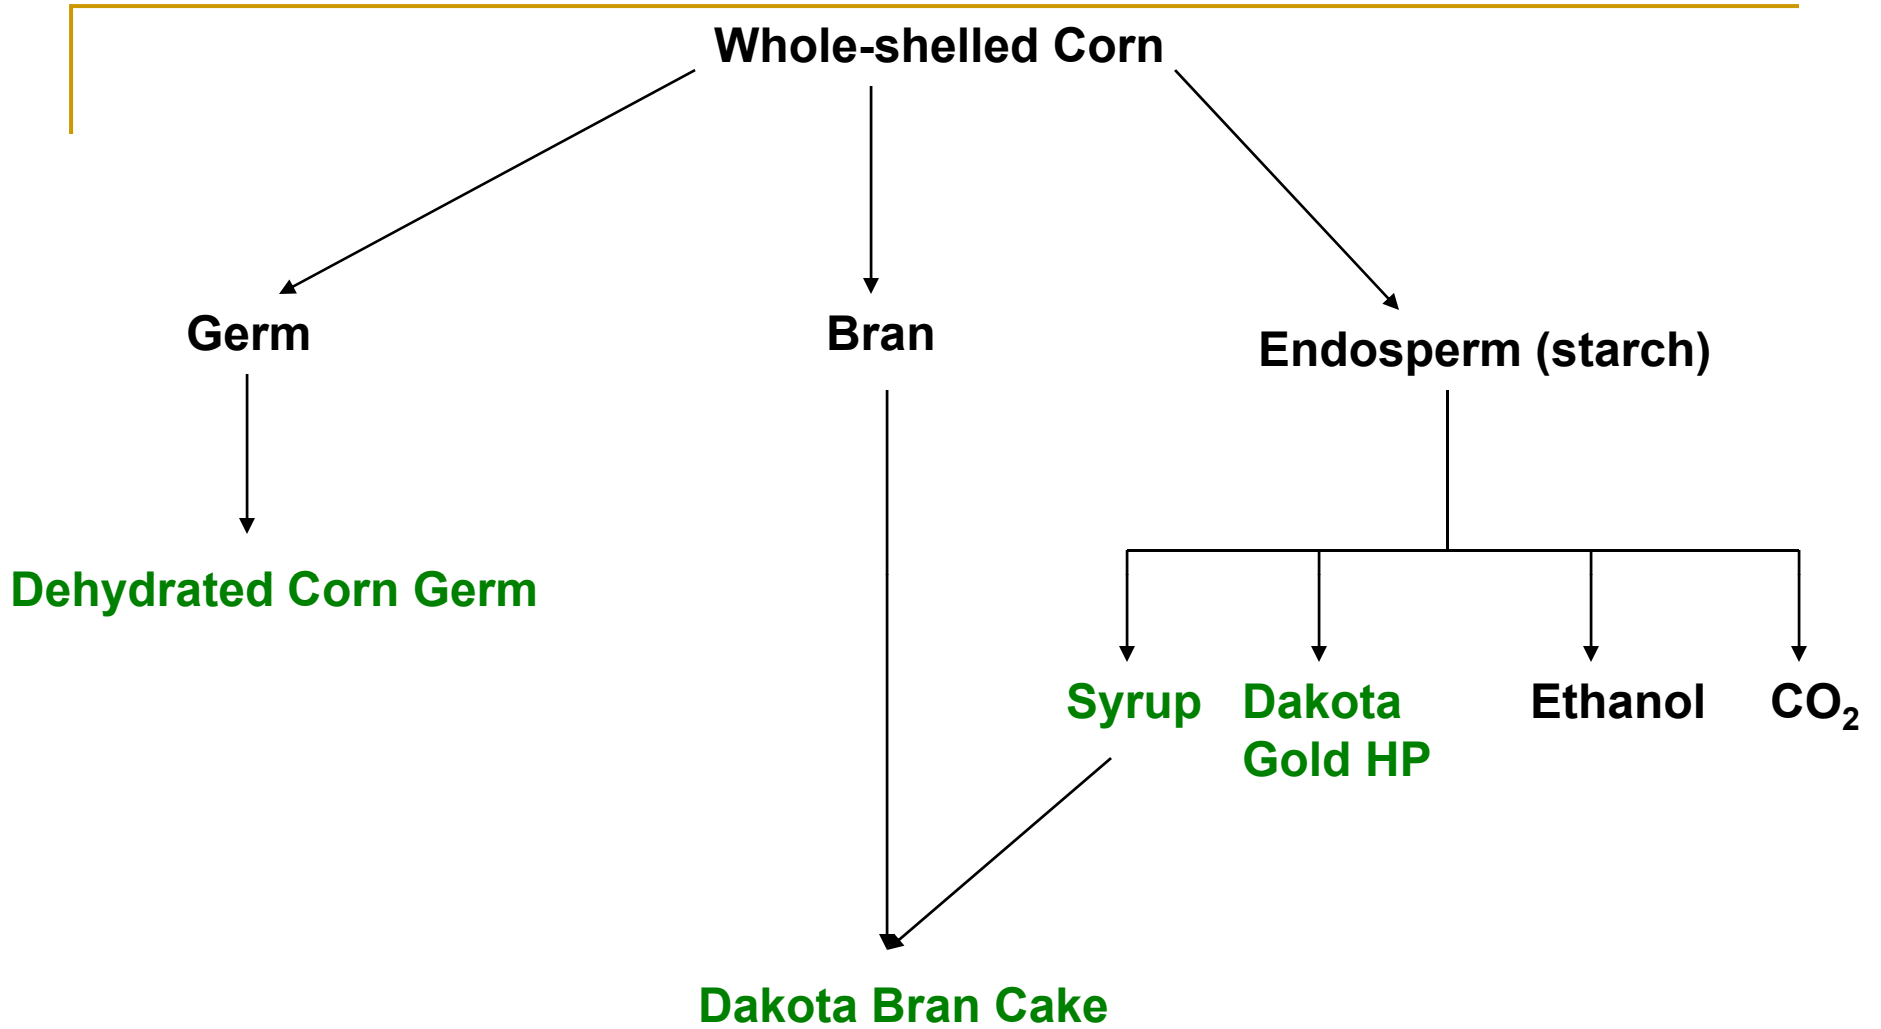 Whole-shelled Corn
Germ
Bran
Endosperm (starch)
Dehydrated Corn Germ
Syrup
Dakota
Gold HP
Ethanol
CO₂
Dakota Bran Cake